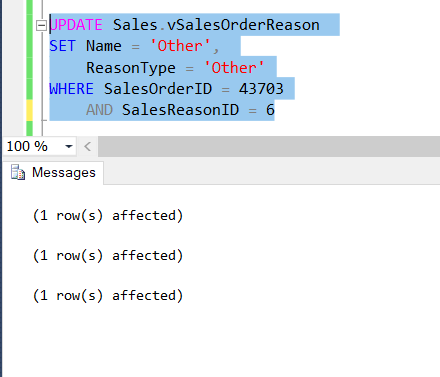 UPDATE Sales.vSalesOrderReason
SET Name = 'Other',
ReasonType = 'Other'
WHERE SalesOrderID = 43703
AND SalesReasonID = 6
100 %
Messages
(1 row(s) affected)
(1 row(s) affected)
(1 row(s) affected)